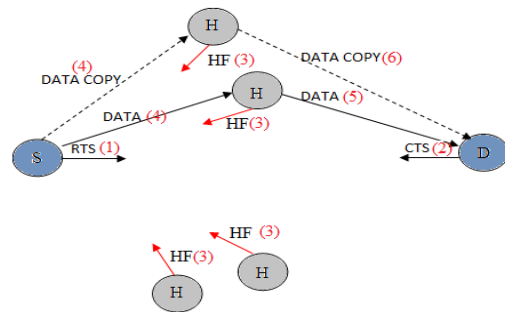 H
(4)
DATA COPY
HF (3)
DATA COPY(6)
H
DATA (4)
DATA (5)
HF(3)
S
RTS (1)
CTS(2)
D
HF(3)
HF (3)
H
H